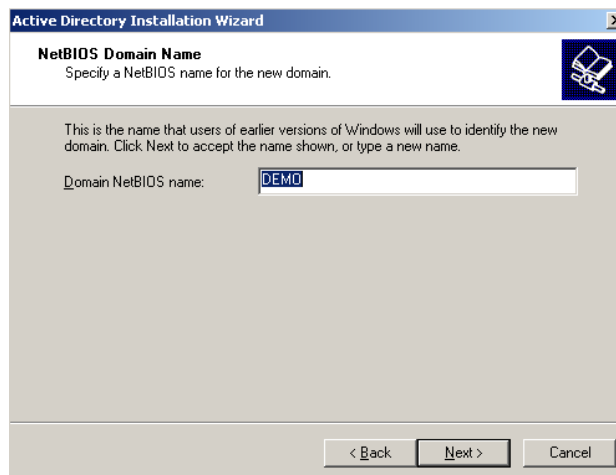 Active Directory Installation Wizard
NetBIOS Domain Name
Specify a NetBIOS name for the new domain.
This is the name that users of earlier versions of Windows will use to identify the new
domain. Click Next to accept the name shown, or type a new name.
Domain NetBIOS name: DEMO
< Back Next > Cancel